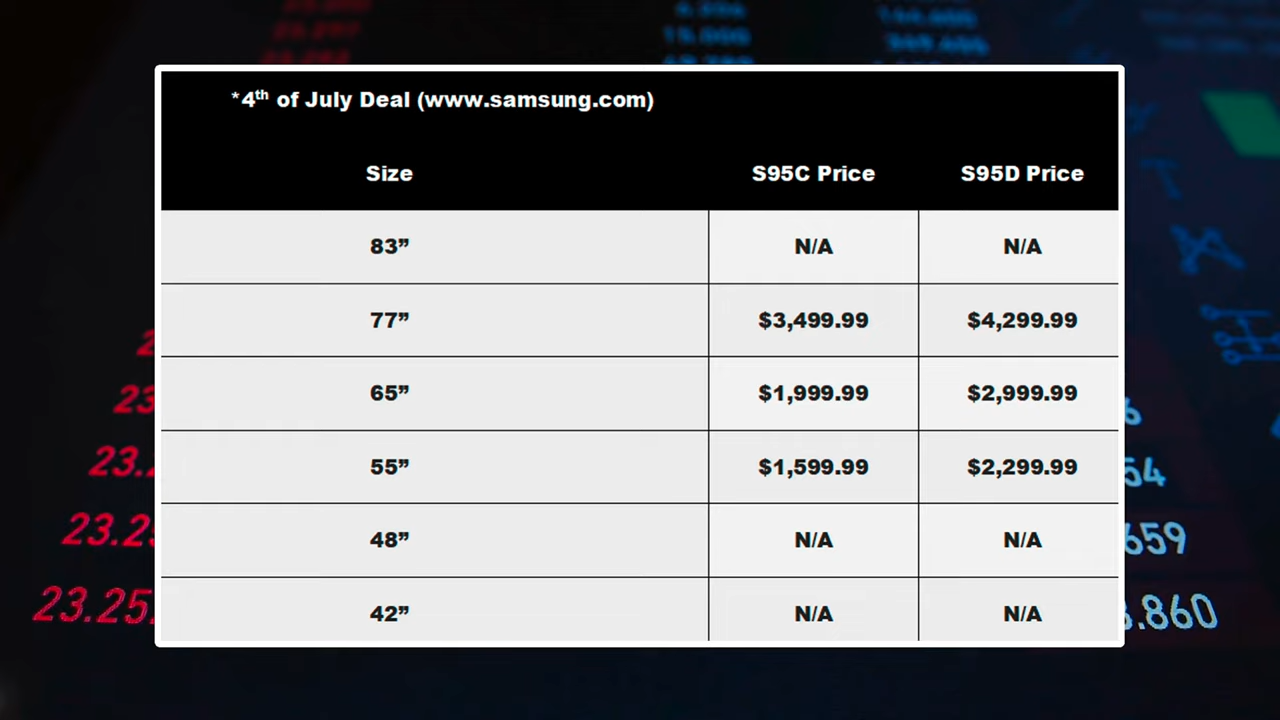 *4th of July Deal (www.samsung.com)
Size S95C Price S95D Price
83” N/A N/A
77” $3,499.99 $4,299.99
65” $1,999.99 $2,999.99
55” $1,599.99 $2,299.99
48” N/A N/A
42” N/A N/A